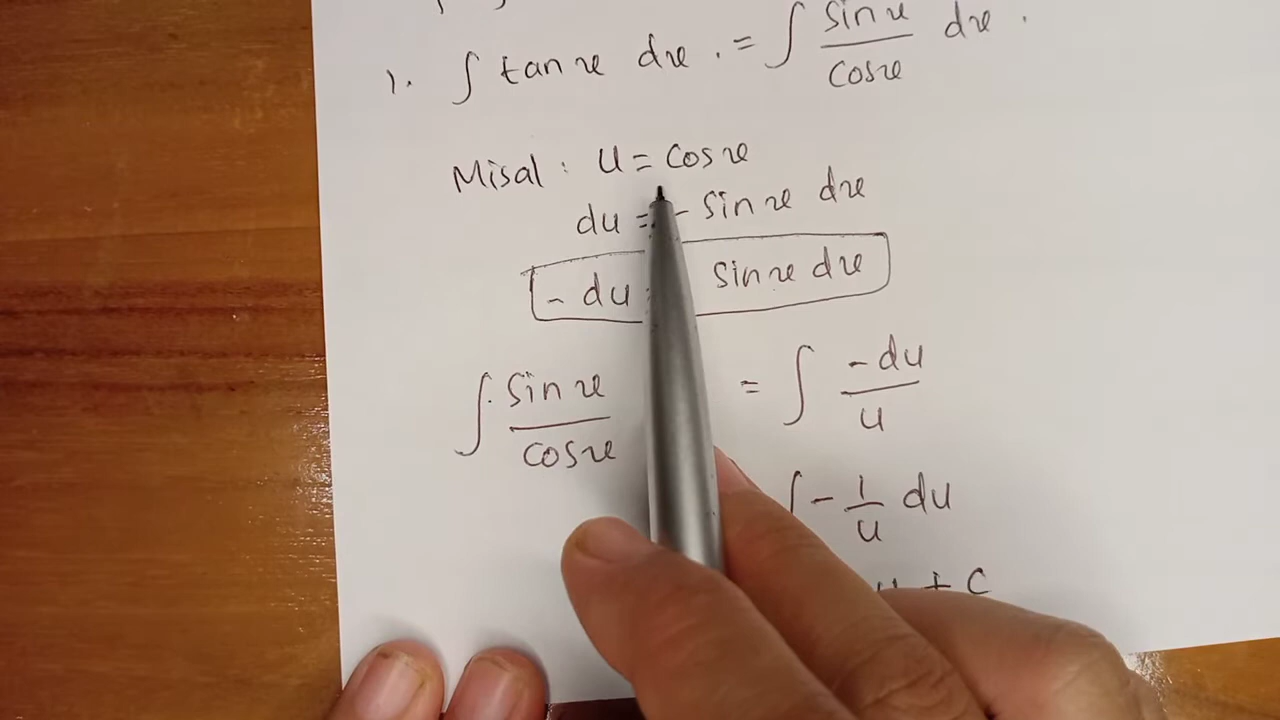 1. ∫ tan x dx . = ∫ sin x / cos x dx .
Misal : u = cos x
du = - sin x dx
- du = sin x dx
∫ sin x / cos x = ∫ -du / u
∫ - 1/u du
+ c